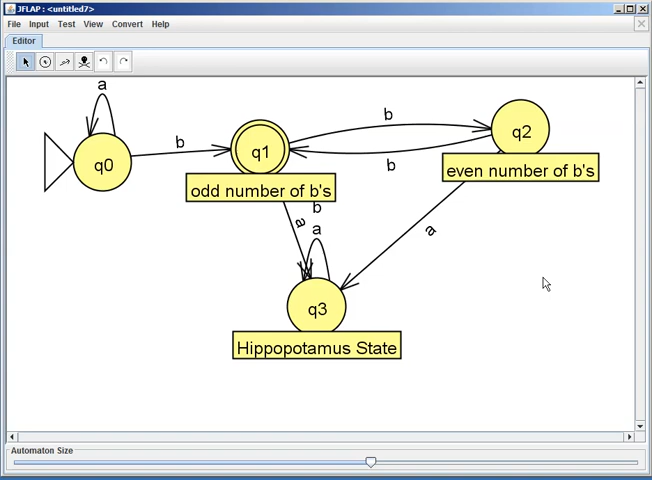 JFLAP : <untitled7>
File Input Test View Convert Help
Editor
a
q0
b
q1
odd number of b's
b
b
q2
even number of b's
a
b
a
a
q3
Hippopotamus State
Automaton Size